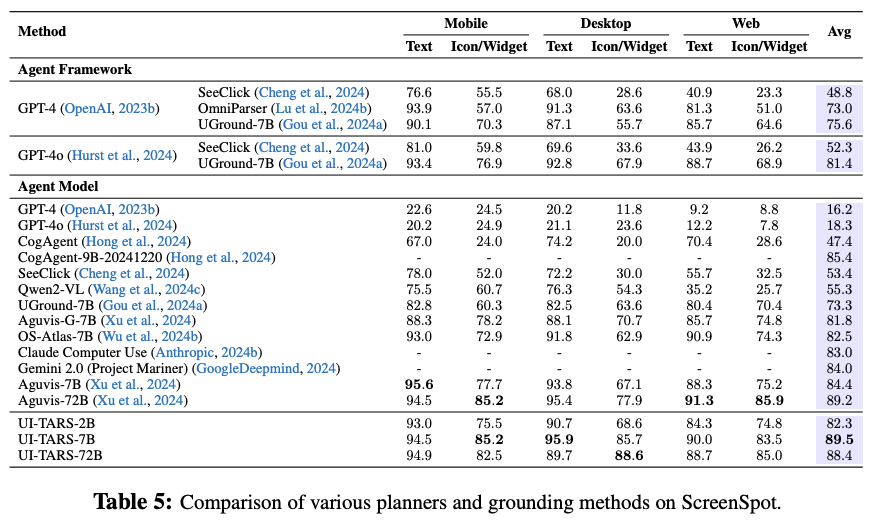 Method Mobile Desktop Web Avg
Text Icon/Widget Text Icon/Widget Text Icon/Widget
Agent Framework
GPT-4 (OpenAI, 2023b) SeeClick (Cheng et al., 2024) 76.6 55.5 68.0 28.6 40.9 23.3 48.8
OmniParser (Lu et al., 2024b) 93.9 57.0 91.3 63.6 81.3 51.0 73.0
UGround-7B (Gou et al., 2024a) 90.1 70.3 87.1 55.7 85.7 64.6 75.6
GPT-4o (Hurst et al., 2024) SeeClick (Cheng et al., 2024) 81.0 59.8 69.6 33.6 43.9 26.2 52.3
UGround-7B (Gou et al., 2024a) 93.4 76.9 92.8 67.9 88.7 68.9 81.4
Agent Model
GPT-4 (OpenAI, 2023b) 22.6 24.5 20.2 11.8 9.2 8.8 16.2
GPT-4o (Hurst et al., 2024) 20.2 24.9 21.1 23.6 12.2 7.8 18.3
CogAgent (Hong et al., 2024) 67.0 24.0 74.2 20.0 70.4 28.6 47.4
CogAgent-9B-20241220 (Hong et al., 2024) - - - - - - 85.4
SeeClick (Cheng et al., 2024) 78.0 52.0 72.2 30.0 55.7 32.5 53.4
Qwen2-VL (Wang et al., 2024c) 75.5 60.7 76.3 54.3 35.2 25.7 55.3
UGround-7B (Gou et al., 2024a) 82.8 60.3 82.5 63.6 80.4 70.4 73.3
Aguvis-G-7B (Xu et al., 2024) 88.3 78.2 88.1 70.7 85.7 74.8 81.8
OS-Atlas-7B (Wu et al., 2024b) 93.0 72.9 91.8 62.9 90.9 74.3 82.5
Claude Computer Use (Anthropic, 2024b) - - - - - - 83.0
Gemini 2.0 (Project Mariner) (GoogleDeepmind, 2024) - - - - - - 84.0
Aguvis-7B (Xu et al., 2024) 95.6 77.7 93.8 67.1 88.3 75.2 84.4
Aguvis-72B (Xu et al., 2024) 94.5 85.2 95.4 77.9 91.3 85.9 89.2
UI-TARS-2B 93.0 75.5 90.7 68.6 84.3 74.8 82.3
UI-TARS-7B 94.5 85.2 95.9 85.7 90.0 83.5 89.5
UI-TARS-72B 94.9 82.5 89.7 88.6 88.7 85.0 88.4
Table 5: Comparison of various planners and grounding methods on ScreenSpot.